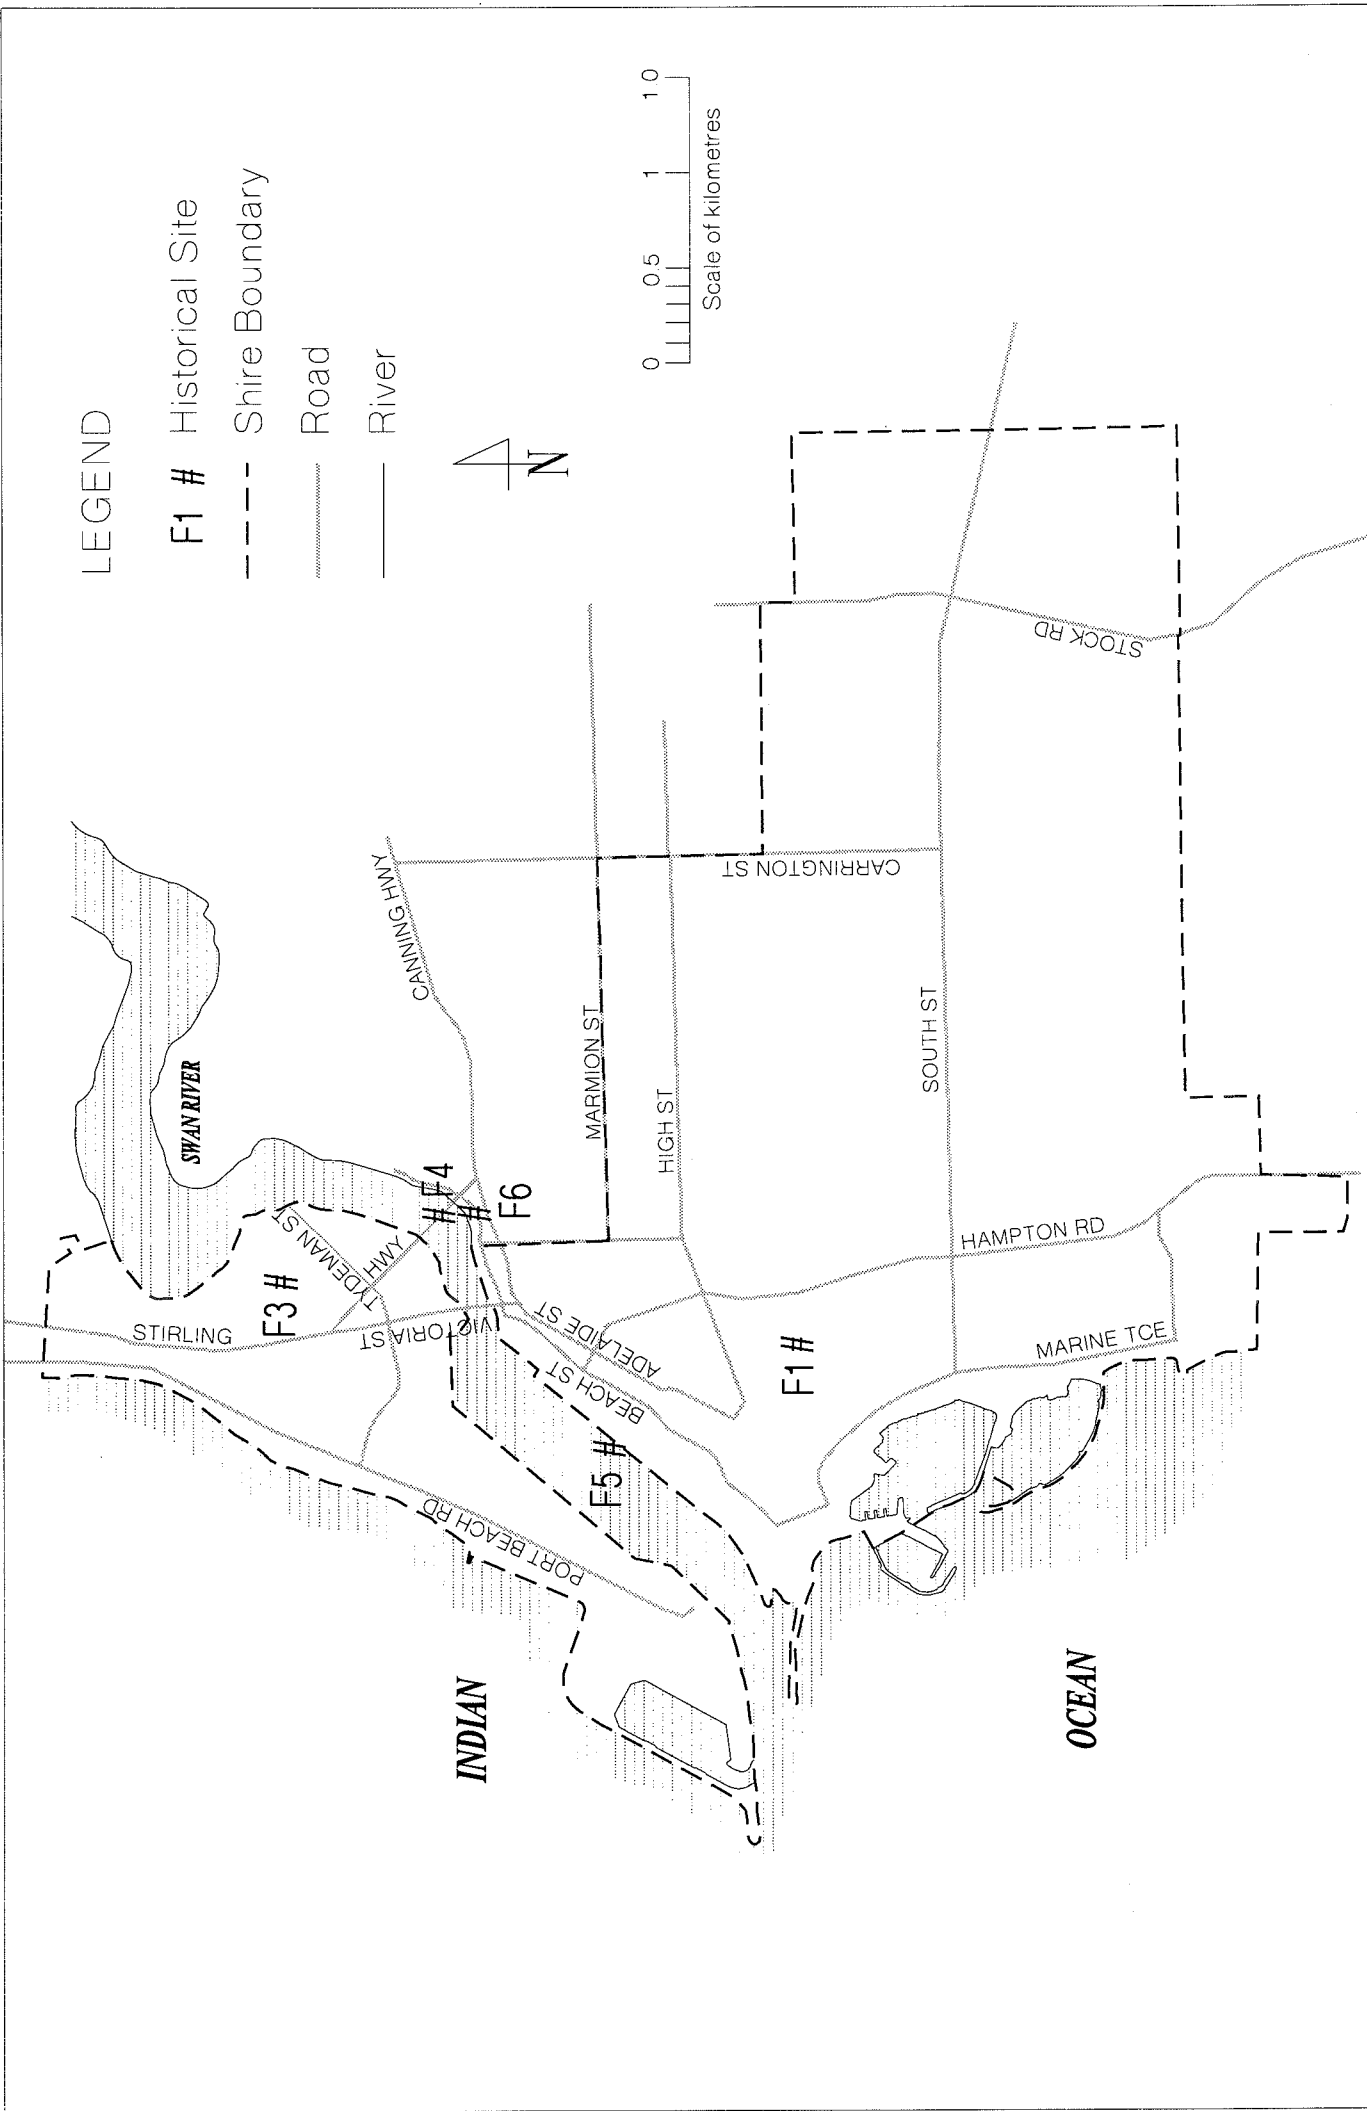 LEGEND
F1 # Historical Site
Shire Boundary
Road
River
N
0 0.5 1 1.0
Scale of kilometres
SWAN RIVER
CANNING HWY
MARMION ST
HIGH ST
CARRINGTON ST
SOUTH ST
STOCK RD
HAMPTON RD
MARINE TCE
F4 #
# F6
TYDEMAN ST
HWY
STIRLING
F3 #
VICTORIA ST
ADELAIDE ST
BEACH ST
F1 #
F5 #
PORT BEACH RD
INDIAN
OCEAN